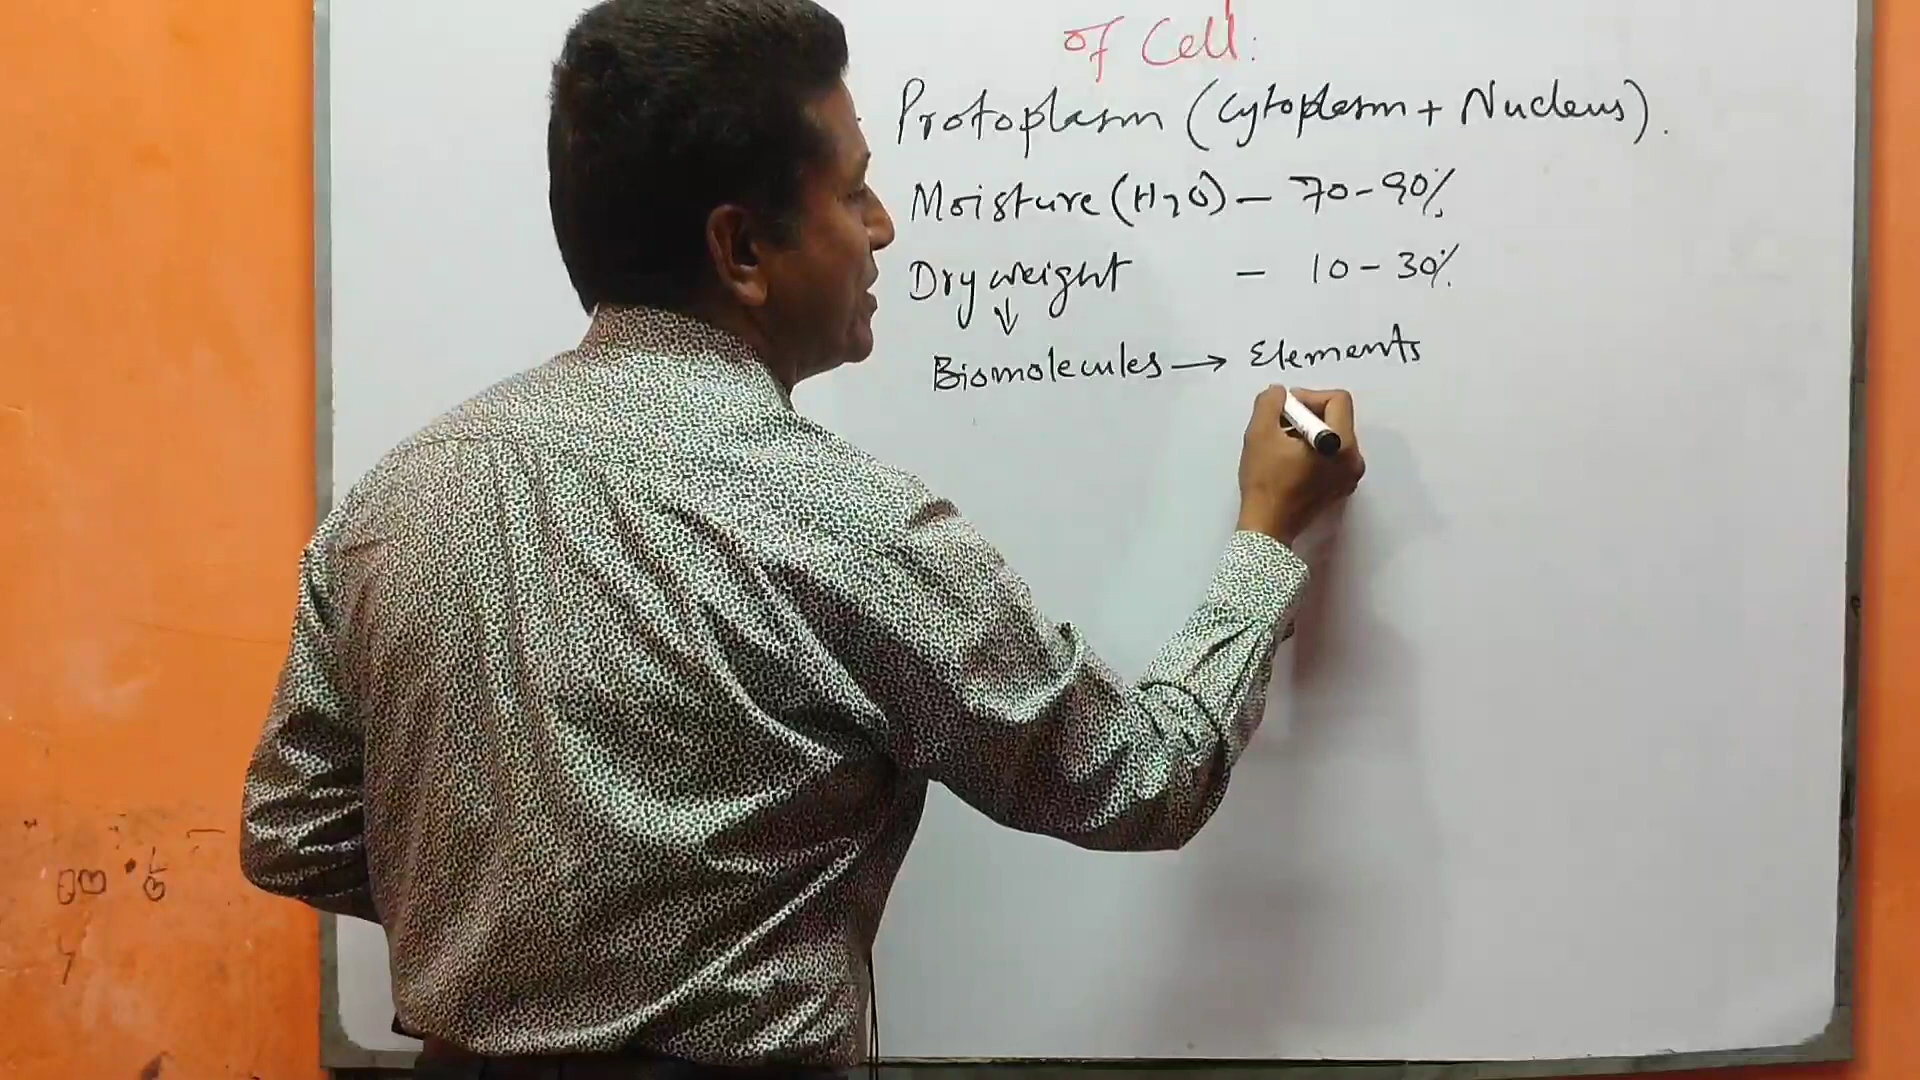 of Cell:
Protoplasm (Cytoplasm + Nucleus).
Moisture (H2O) - 70-90%
Dry weight - 10-30%
↓
Biomolecules → Elements